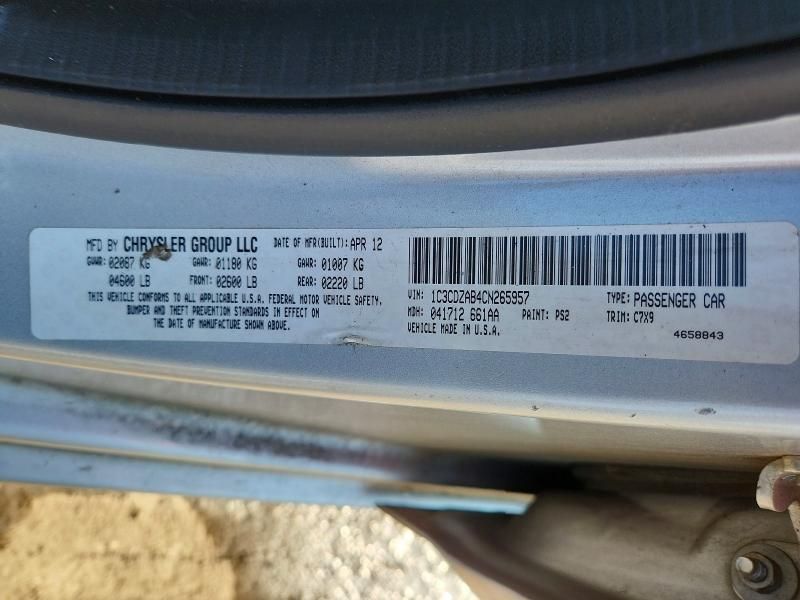 MFD BY CHRYSLER GROUP LLC DATE OF MFR(BUILT): APR 12
GVWR: 02087 KG GAWR: 01180 KG GAWR: 01007 KG
04600 LB FRONT: 02600 LB REAR: 02220 LB
THIS VEHICLE CONFORMS TO ALL APPLICABLE U.S.A. FEDERAL MOTOR VEHICLE SAFETY,
BUMPER AND THEFT PREVENTION STANDARDS IN EFFECT ON
THE DATE OF MANUFACTURE SHOWN ABOVE.
VIN: 1C3CDZAB4CN265957 TYPE: PASSENGER CAR
MDH: 041712 661AA PAINT: PS2 TRIM: C7X9
VEHICLE MADE IN U.S.A.
4658843